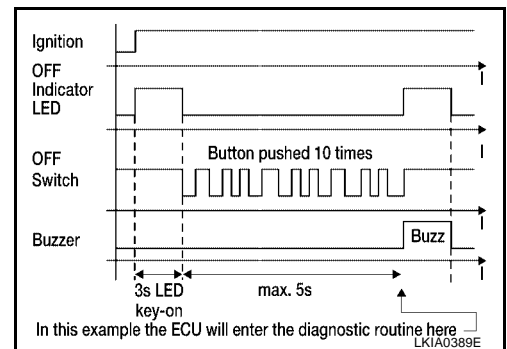 Ignition
OFF
Indicator
LED
OFF
Switch
Button pushed 10 times
Buzzer
Buzz
3s LED
key-on
max. 5s
In this example the ECU will enter the diagnostic routine here
LKIA0389E